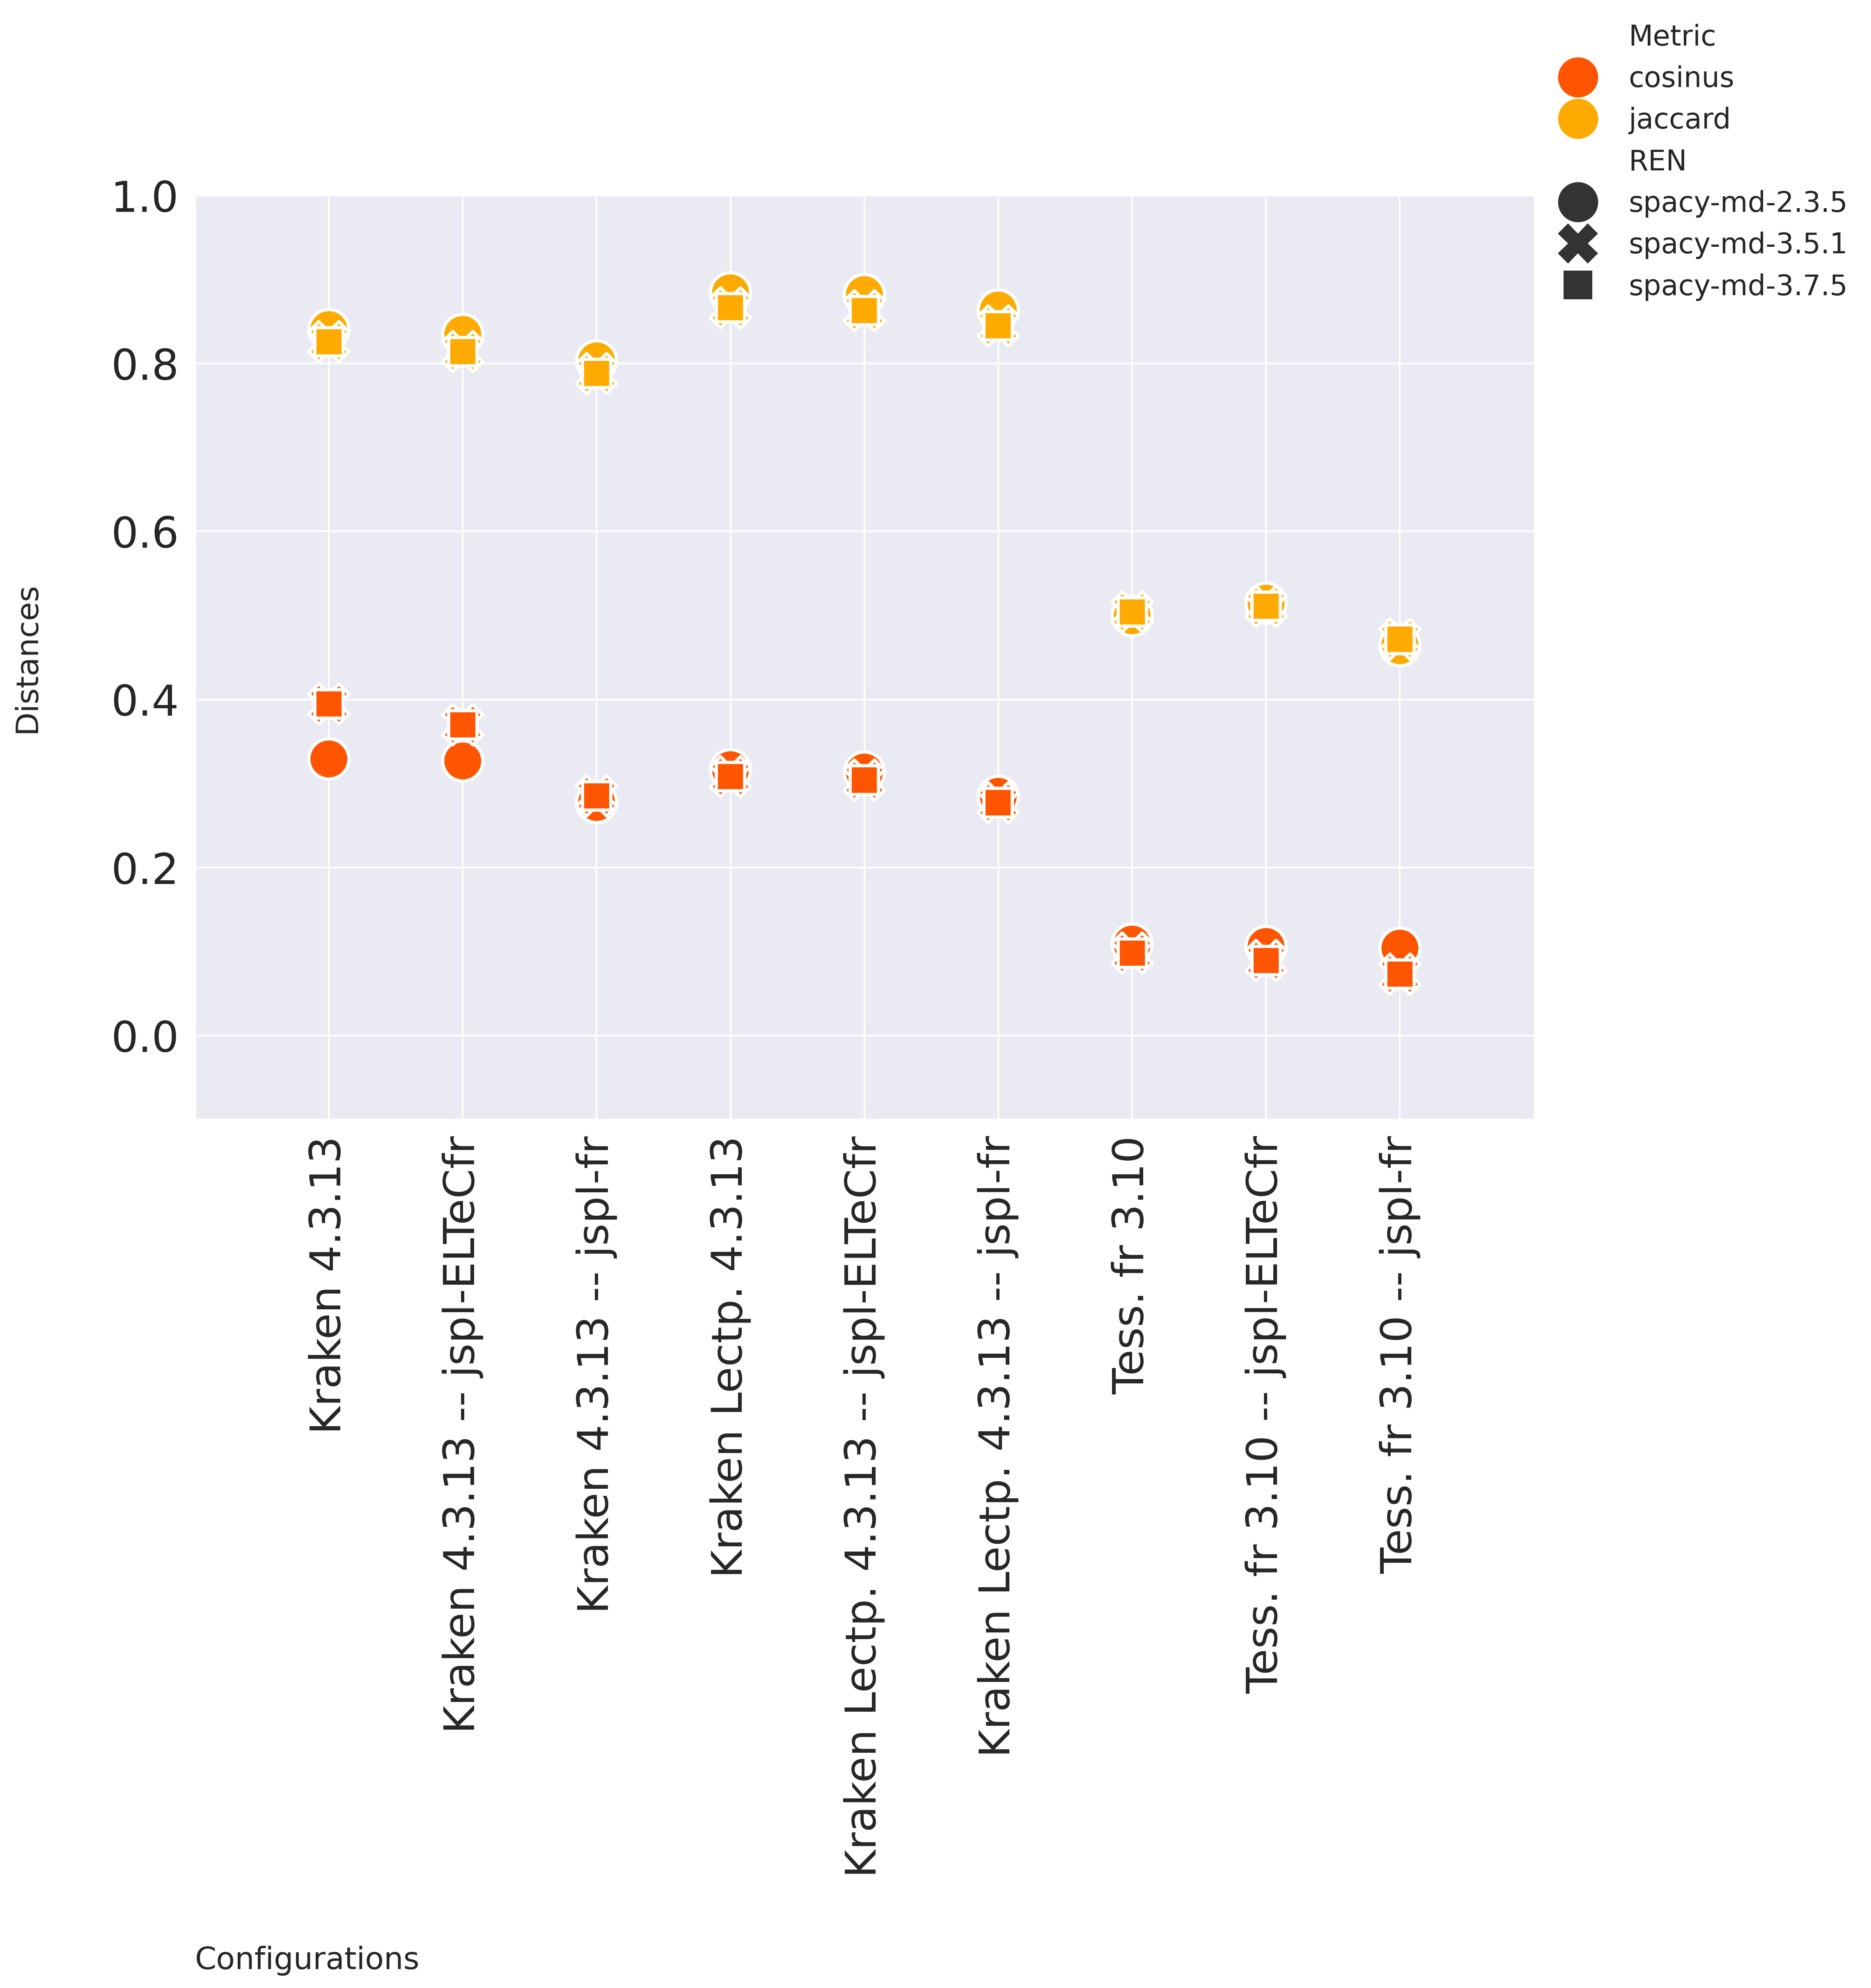 Metric
cosinus
jaccard
REN
spacy-md-2.3.5
spacy-md-3.5.1
spacy-md-3.7.5
1.0
0.8
0.6
0.4
0.2
0.0
Distances
Kraken 4.3.13
Kraken 4.3.13 -- jspl-ELTeCfr
Kraken 4.3.13 -- jspl-fr
Kraken Lectp. 4.3.13
Kraken Lectp. 4.3.13 -- jspl-ELTeCfr
Kraken Lectp. 4.3.13 -- jspl-fr
Tess. fr 3.10
Tess. fr 3.10 -- jspl-ELTeCfr
Tess. fr 3.10 -- jspl-fr
Configurations